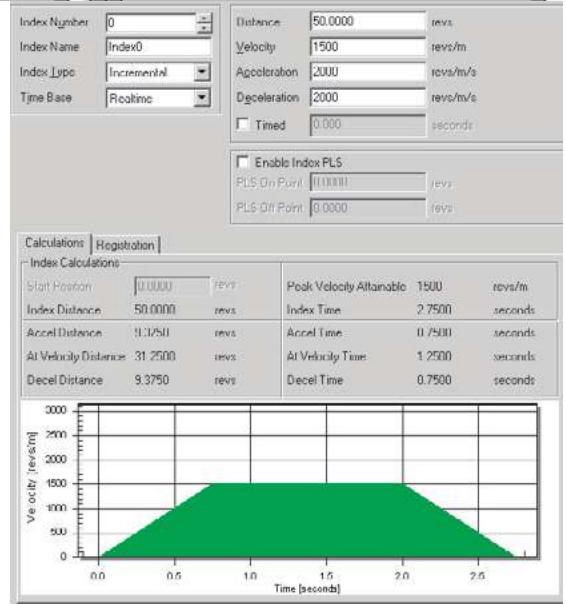 Index Number 0
Index Name Index0
Index Type Incremental
Time Base Realtime
Distance 50.0000 revs
Velocity 1500 revs/m
Acceleration 2000 revs/m/s
Deceleration 2000 revs/m/s
Timed 0.000 seconds
Enable Index PLS
PLS On Point 0.0000 revs
PLS Off Point 0.0000 revs
Calculations Registration
Index Calculations
Start Position 0.0000 revs
Index Distance 50.0000 revs
Accel Distance 9.3750 revs
At Velocity Distance 31.2500 revs
Decel Distance 9.3750 revs
Peak Velocity Attainable 1500 revs/m
Index Time 2.7500 seconds
Accel Time 0.7500 seconds
At Velocity Time 1.2500 seconds
Decel Time 0.7500 seconds
Velocity [revs/m]
3000
2500
2000
1500
1000
500
0
0.0 0.5 1.0 1.5 2.0 2.5
Time [seconds]